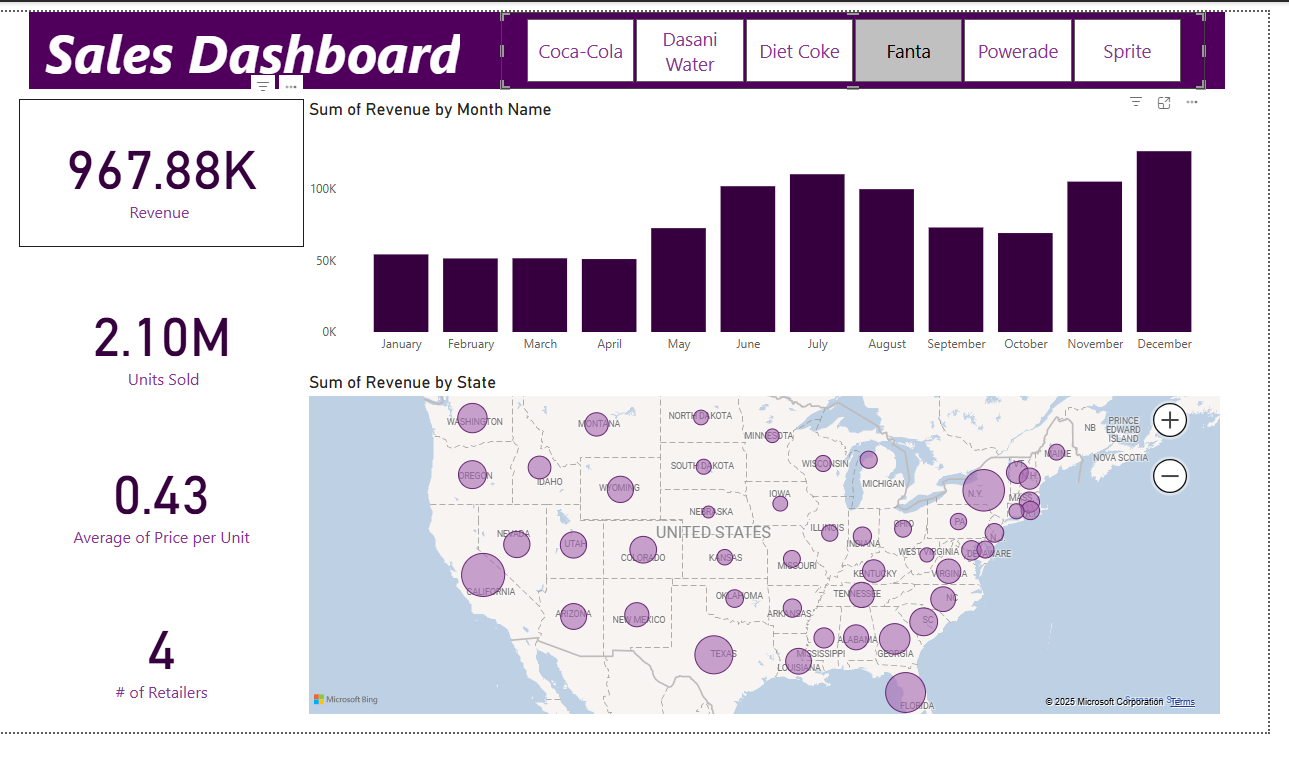 Sales Dashboard
Coca-Cola
Dasani
Water
Diet Coke
Fanta
Powerade
Sprite
967.88K
Revenue
2.10M
Units Sold
0.43
Average of Price per Unit
4
# of Retailers
Sum of Revenue by Month Name
100K
50K
0K
January
February
March
April
May
June
July
August
September
October
November
December
Sum of Revenue by State
WASHINGTON
MONTANA
NORTH DAKOTA
MINNESOTA
NB
PRINCE
EDWARD
ISLAND
MAINE
NOVA SCOTIA
OREGON
IDAHO
SOUTH DAKOTA
WISCONSIN
MICHIGAN
VT
NH
WYOMING
IOWA
N.Y.
MASS
NEBRASKA
UNITED STATES
NEVADA
UTAH
COLORADO
KANSAS
MISSOURI
ILLINOIS
INDIANA
OHIO
PA
WEST VIRGINIA
DELAWARE
CALIFORNIA
KENTUCKY
VIRGINIA
ARIZONA
NEW MEXICO
OKLAHOMA
ARKANSAS
TENNESSEE
NC
SC
TEXAS
LOUISIANA
MISSISSIPPI
ALABAMA
GEORGIA
FLORIDA
Microsoft Bing
© 2025 Microsoft Corporation
Terms